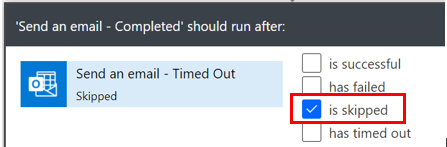 'Send an email - Completed' should run after:
Send an email - Timed Out
Skipped
is successful
has failed
is skipped
has timed out